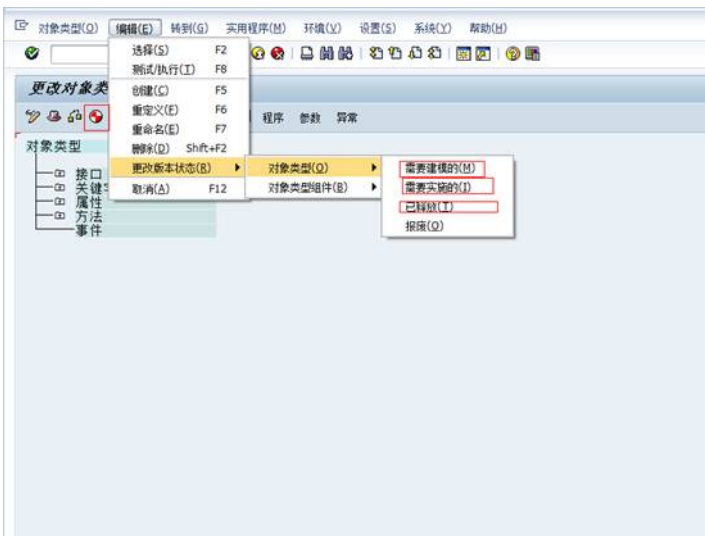 对象类型(O) 编辑(E) 转到(G) 实用程序(M) 环境(V) 设置(S) 系统(Y) 帮助(H)
选择(S) F2
测试/执行(T) F8
更改对象类
创建(C) F5
重定义(E) F6
程序 参数 异常
重命名(E) F7
对象类型
删除(D) Shift+F2
更改版本状态(R) 对象类型(O) 需要建模的(M)
接口
取消(A) F12 对象类型组件(B) 需要实施的(I)
关键
属性
已释放(T)
方法
报废(O)
事件